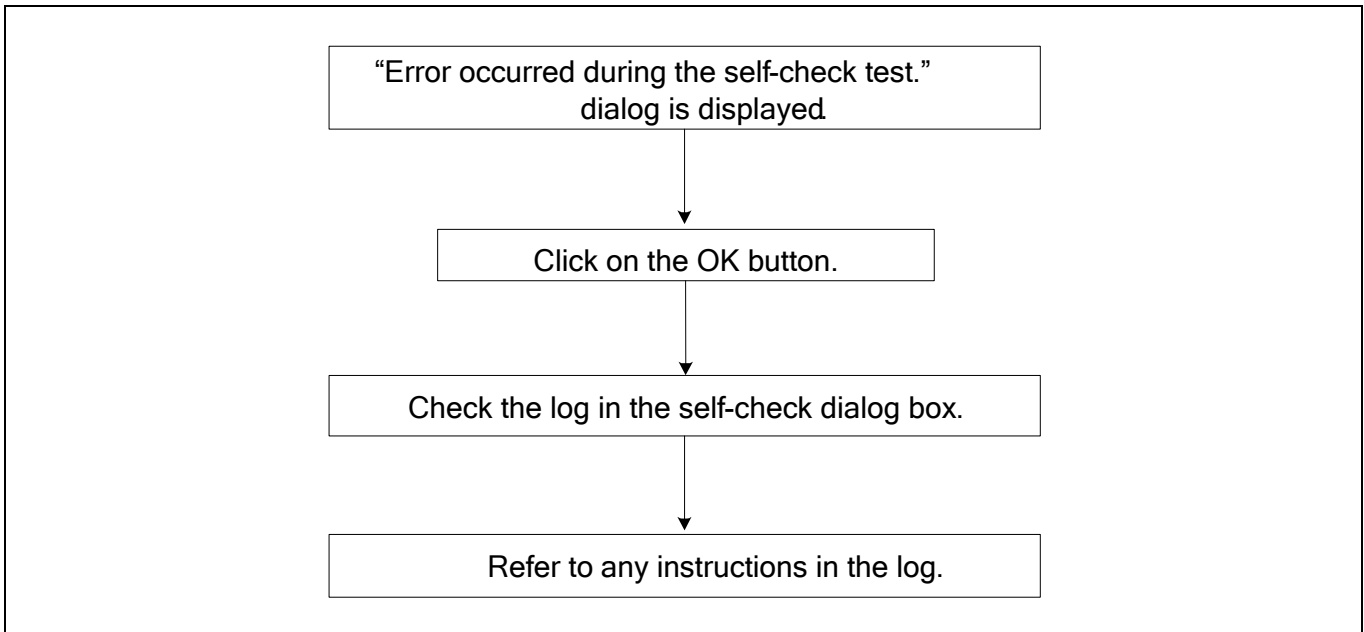 “Error occurred during the self-check test.”
dialog is displayed.
Click on the OK button.
Check the log in the self-check dialog box.
Refer to any instructions in the log.